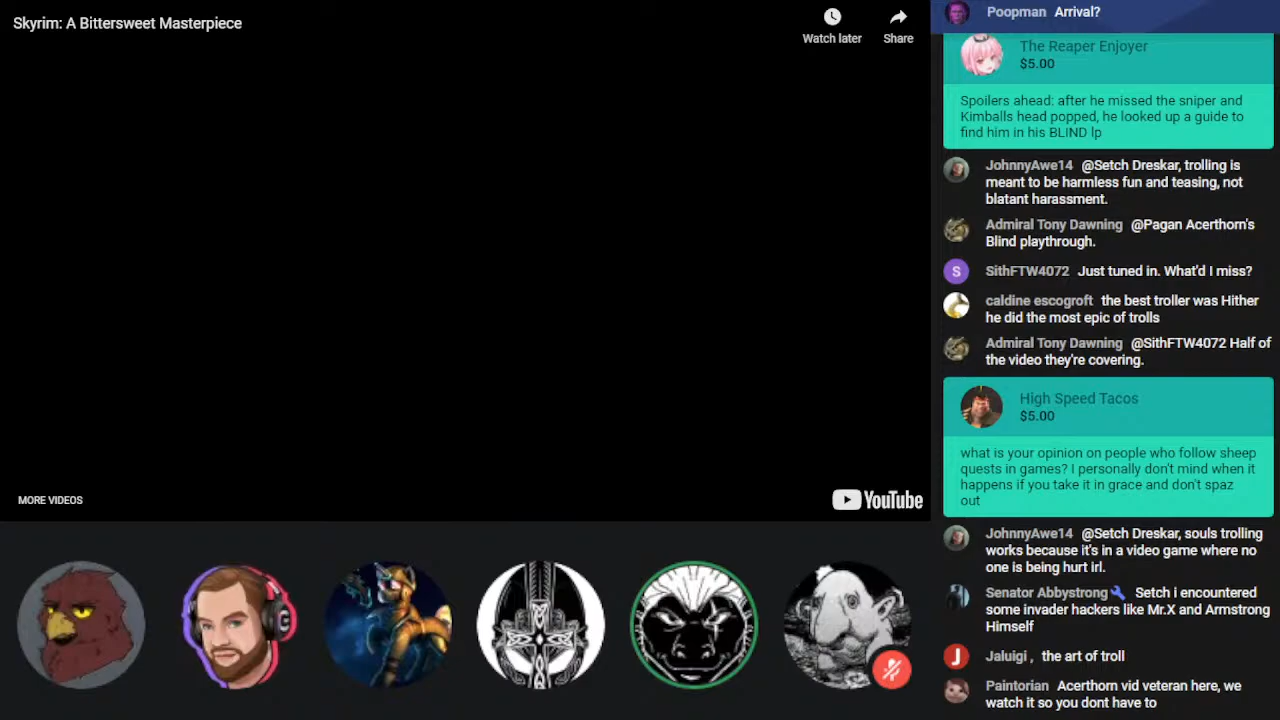 Skyrim: A Bittersweet Masterpiece
Watch later
Share
MORE VIDEOS
YouTube
Poopman Arrival?
The Reaper Enjoyer
$5.00
Spoilers ahead: after he missed the sniper and
Kimballs head popped, he looked up a guide to
find him in his BLIND lp
JohnnyAwe14 @Setch Dreskar, trolling is
meant to be harmless fun and teasing, not
blatant harassment.
Admiral Tony Dawning @Pagan Acerthorn's
Blind playthrough.
S
SithFTW4072 Just tuned in. What'd I miss?
caldine escogroft the best troller was Hither
he did the most epic of trolls
Admiral Tony Dawning @SithFTW4072 Half of
the video they're covering.
High Speed Tacos
$5.00
what is your opinion on people who follow sheep
quests in games? I personally don't mind when it
happens if you take it in grace and don't spaz
out
JohnnyAwe14 @Setch Dreskar, souls trolling
works because it's in a video game where no
one is being hurt irl.
Senator Abbystrong Setch i encountered
some invader hackers like Mr.X and Armstrong
Himself
J
Jaluigi , the art of troll
Paintorian Acerthorn vid veteran here, we
watch it so you dont have to